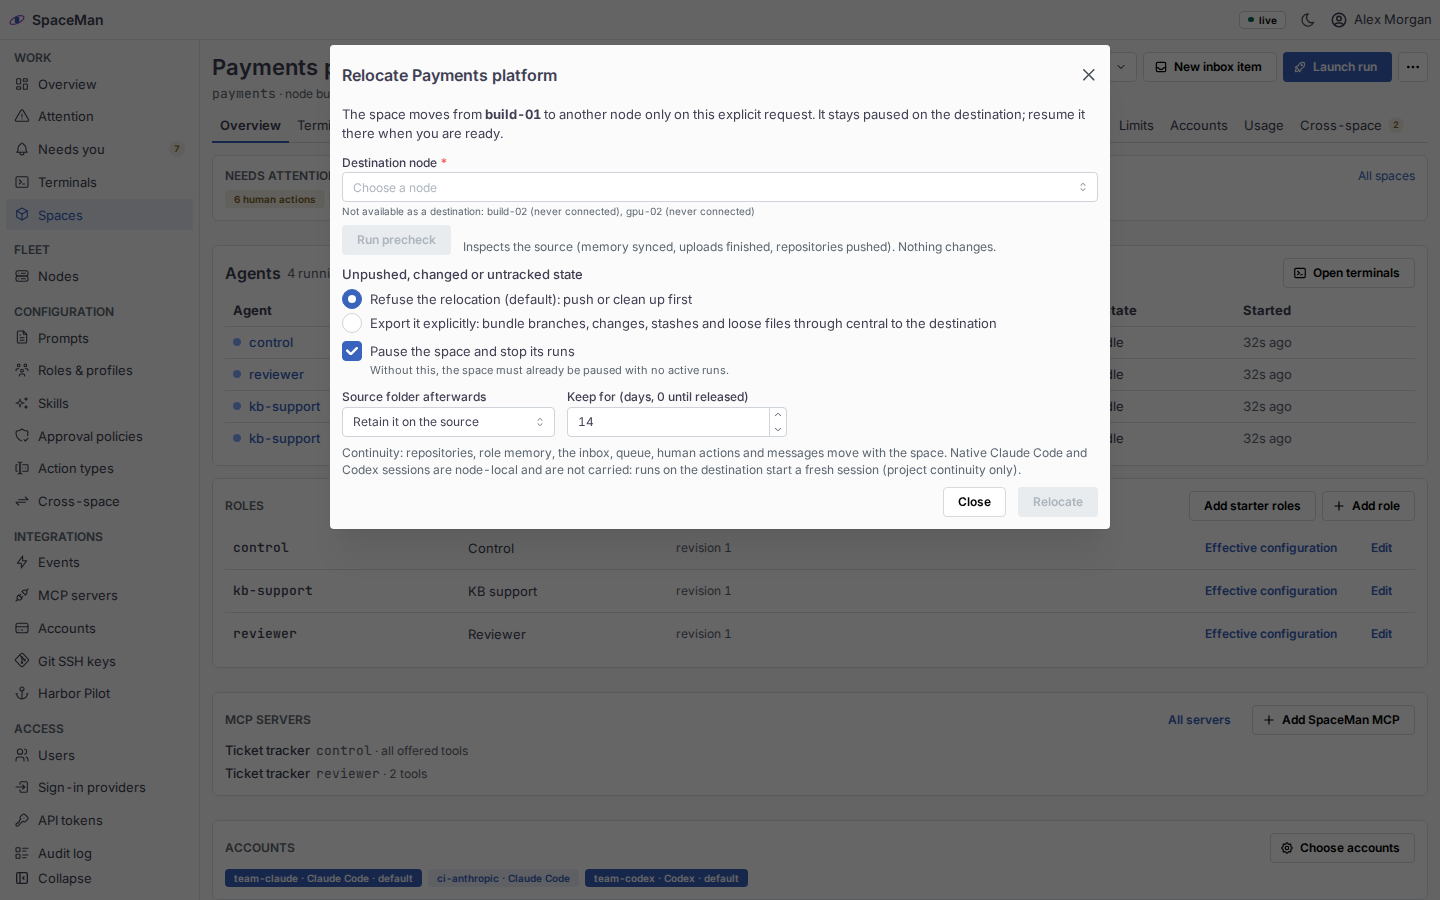 SpaceMan
live
Alex Morgan
WORK
Overview
Attention
Needs you 7
Terminals
Spaces
FLEET
Nodes
CONFIGURATION
Prompts
Roles & profiles
Skills
Approval policies
Action types
Cross-space
INTEGRATIONS
Events
MCP servers
Accounts
Git SSH keys
Harbor Pilot
ACCESS
Users
Sign-in providers
API tokens
Audit log
Collapse
Payments p
New inbox item
Launch run
payments · node bu
Overview Termi Limits Accounts Usage Cross-space 2
NEEDS ATTENTIO
All spaces
6 human actions
Agents 4 runni
Open terminals
Agent tate Started
control dle 32s ago
reviewer dle 32s ago
kb-support dle 32s ago
kb-support dle 32s ago
Relocate Payments platform
The space moves from build-01 to another node only on this explicit request. It stays paused on the destination; resume it
there when you are ready.
Destination node *
Choose a node
Not available as a destination: build-02 (never connected), gpu-02 (never connected)
Run precheck Inspects the source (memory synced, uploads finished, repositories pushed). Nothing changes.
Unpushed, changed or untracked state
Refuse the relocation (default): push or clean up first
Export it explicitly: bundle branches, changes, stashes and loose files through central to the destination
Pause the space and stop its runs
Without this, the space must already be paused with no active runs.
Source folder afterwards Keep for (days, 0 until released)
Retain it on the source 14
Continuity: repositories, role memory, the inbox, queue, human actions and messages move with the space. Native Claude Code and
Codex sessions are node-local and are not carried: runs on the destination start a fresh session (project continuity only).
Close Relocate
ROLES
Add starter roles
Add role
control Control revision 1 Effective configuration Edit
kb-support KB support revision 1 Effective configuration Edit
reviewer Reviewer revision 1 Effective configuration Edit
MCP SERVERS
All servers
Add SpaceMan MCP
Ticket tracker control · all offered tools
Ticket tracker reviewer · 2 tools
ACCOUNTS
Choose accounts
team-claude · Claude Code · default ci-anthropic · Claude Code team-codex · Codex · default